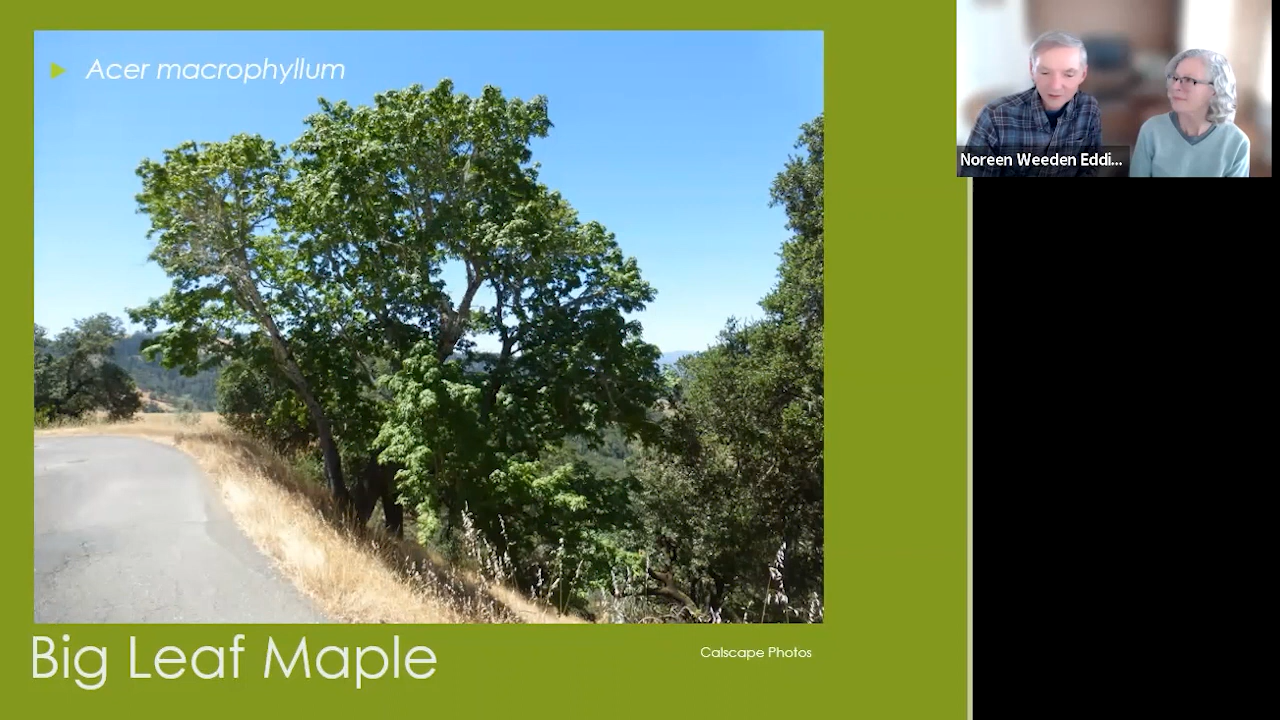 Acer macrophyllum
Noreen Weeden Eddi...
Big Leaf Maple
Calscape Photos